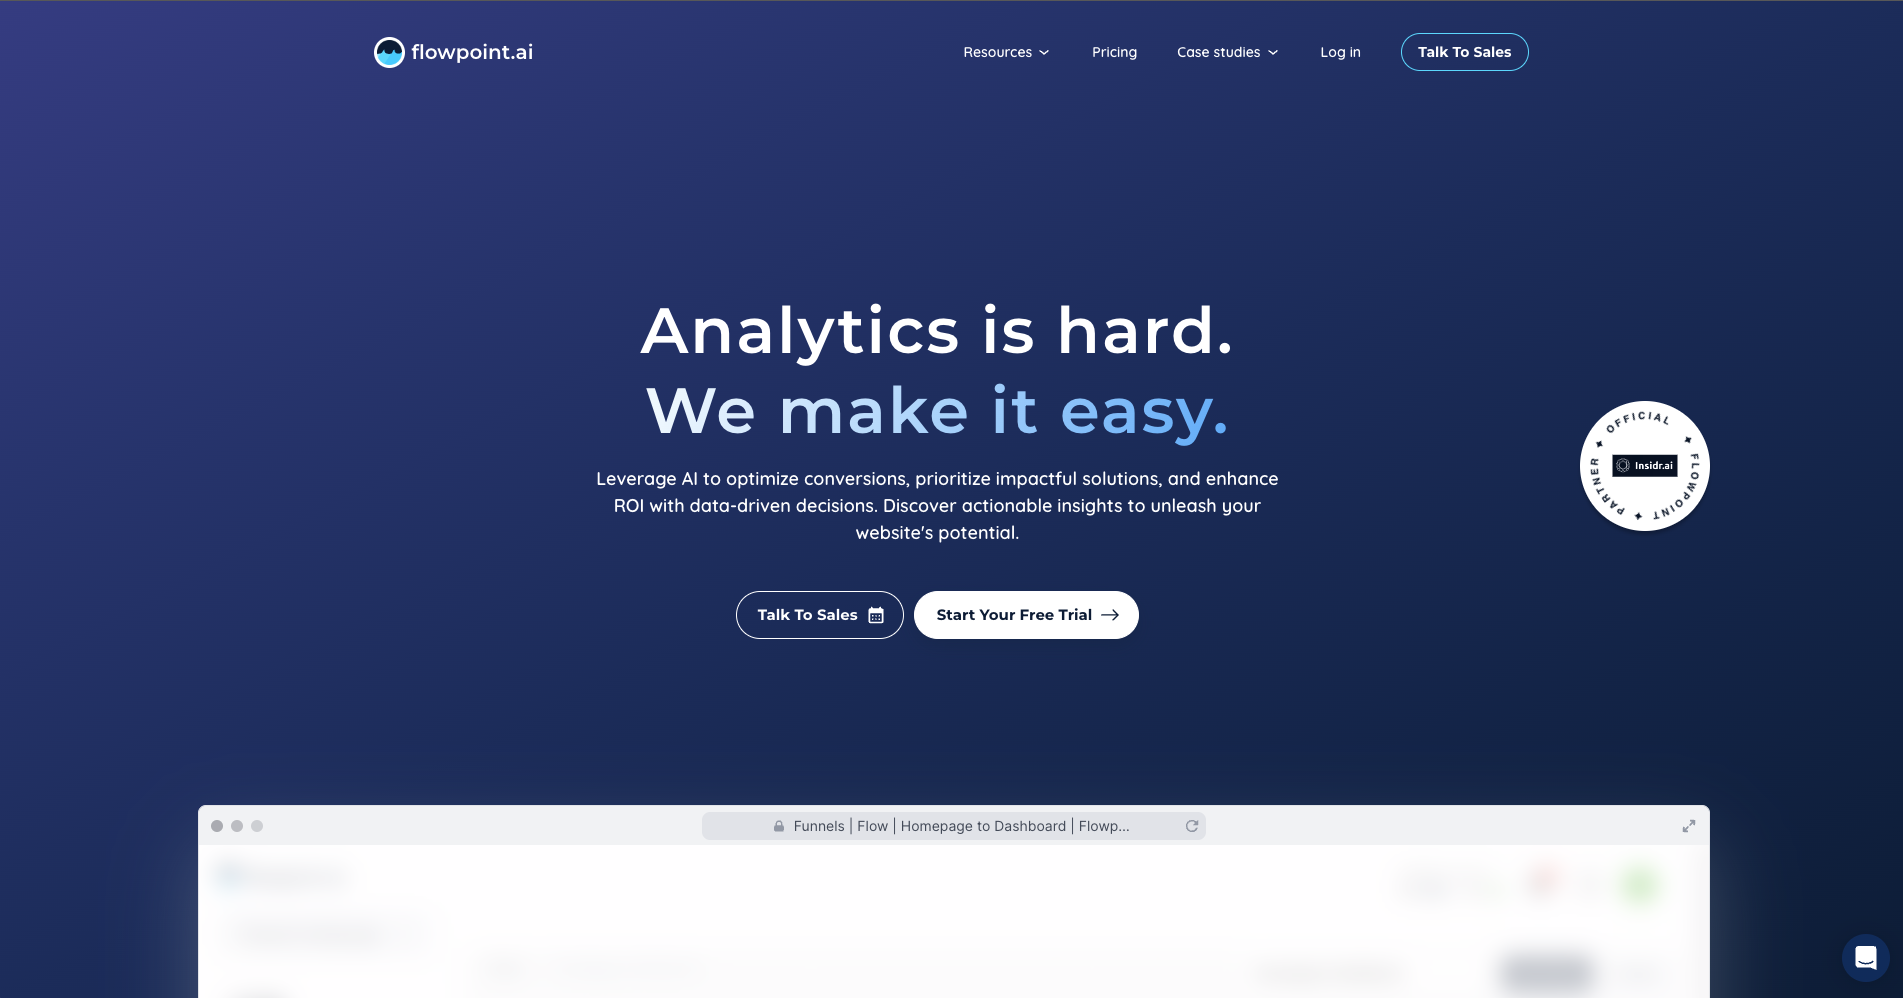 flowpoint.ai
Resources
Pricing
Case studies
Log in
Talk To Sales
Analytics is hard.
We make it easy.
Leverage AI to optimize conversions, prioritize impactful solutions, and enhance
ROI with data-driven decisions. Discover actionable insights to unleash your
website's potential.
OFFICIAL ✦ FLOWPOINT ✦ PARTNER ✦
Insidr.ai
Talk To Sales
Start Your Free Trial
Funnels | Flow | Homepage to Dashboard | Flowp...